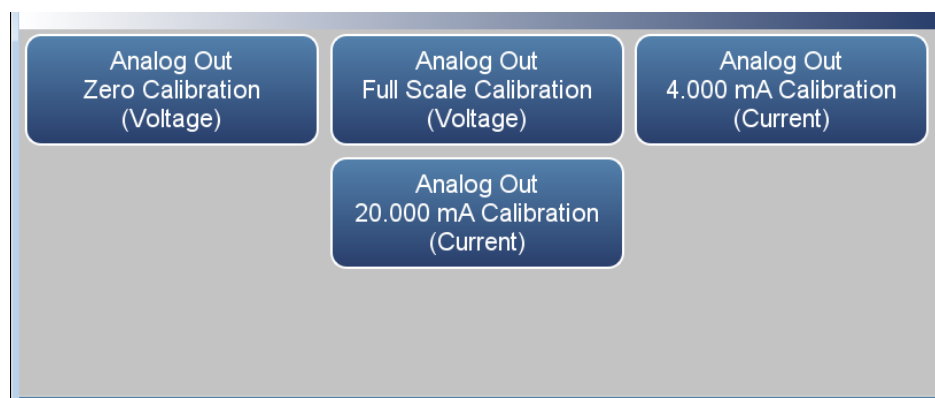 Analog Out
Zero Calibration
(Voltage)
Analog Out
Full Scale Calibration
(Voltage)
Analog Out
4.000 mA Calibration
(Current)
Analog Out
20.000 mA Calibration
(Current)